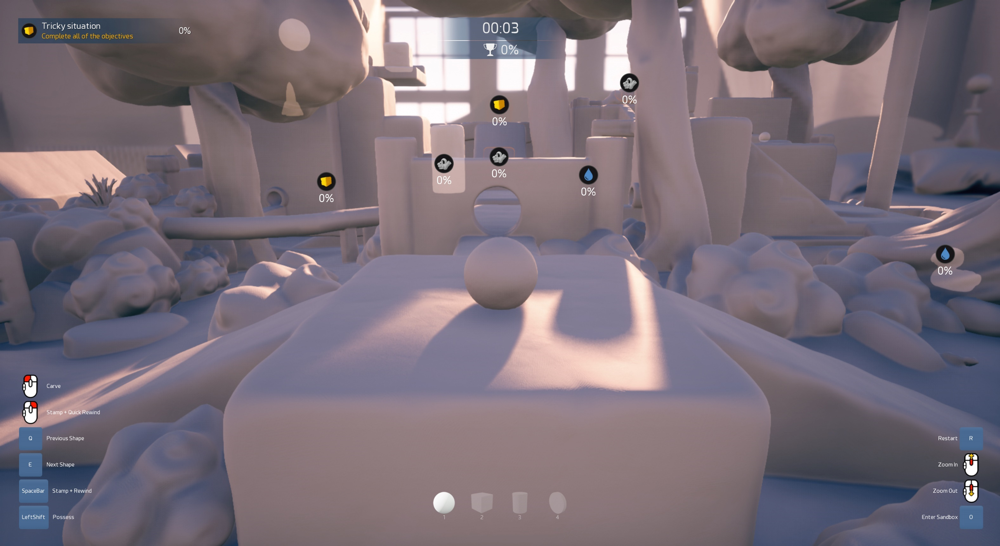 Tricky situation
Complete all of the objectives
0%
00:03
0%
0%
0%
0%
0%
0%
0%
0%
Carve
Stamp + Quick Rewind
Q
Previous Shape
E
Next Shape
SpaceBar
Stamp + Rewind
LeftShift
Possess
1
2
3
4
Restart
R
Zoom In
Zoom Out
Enter Sandbox
O